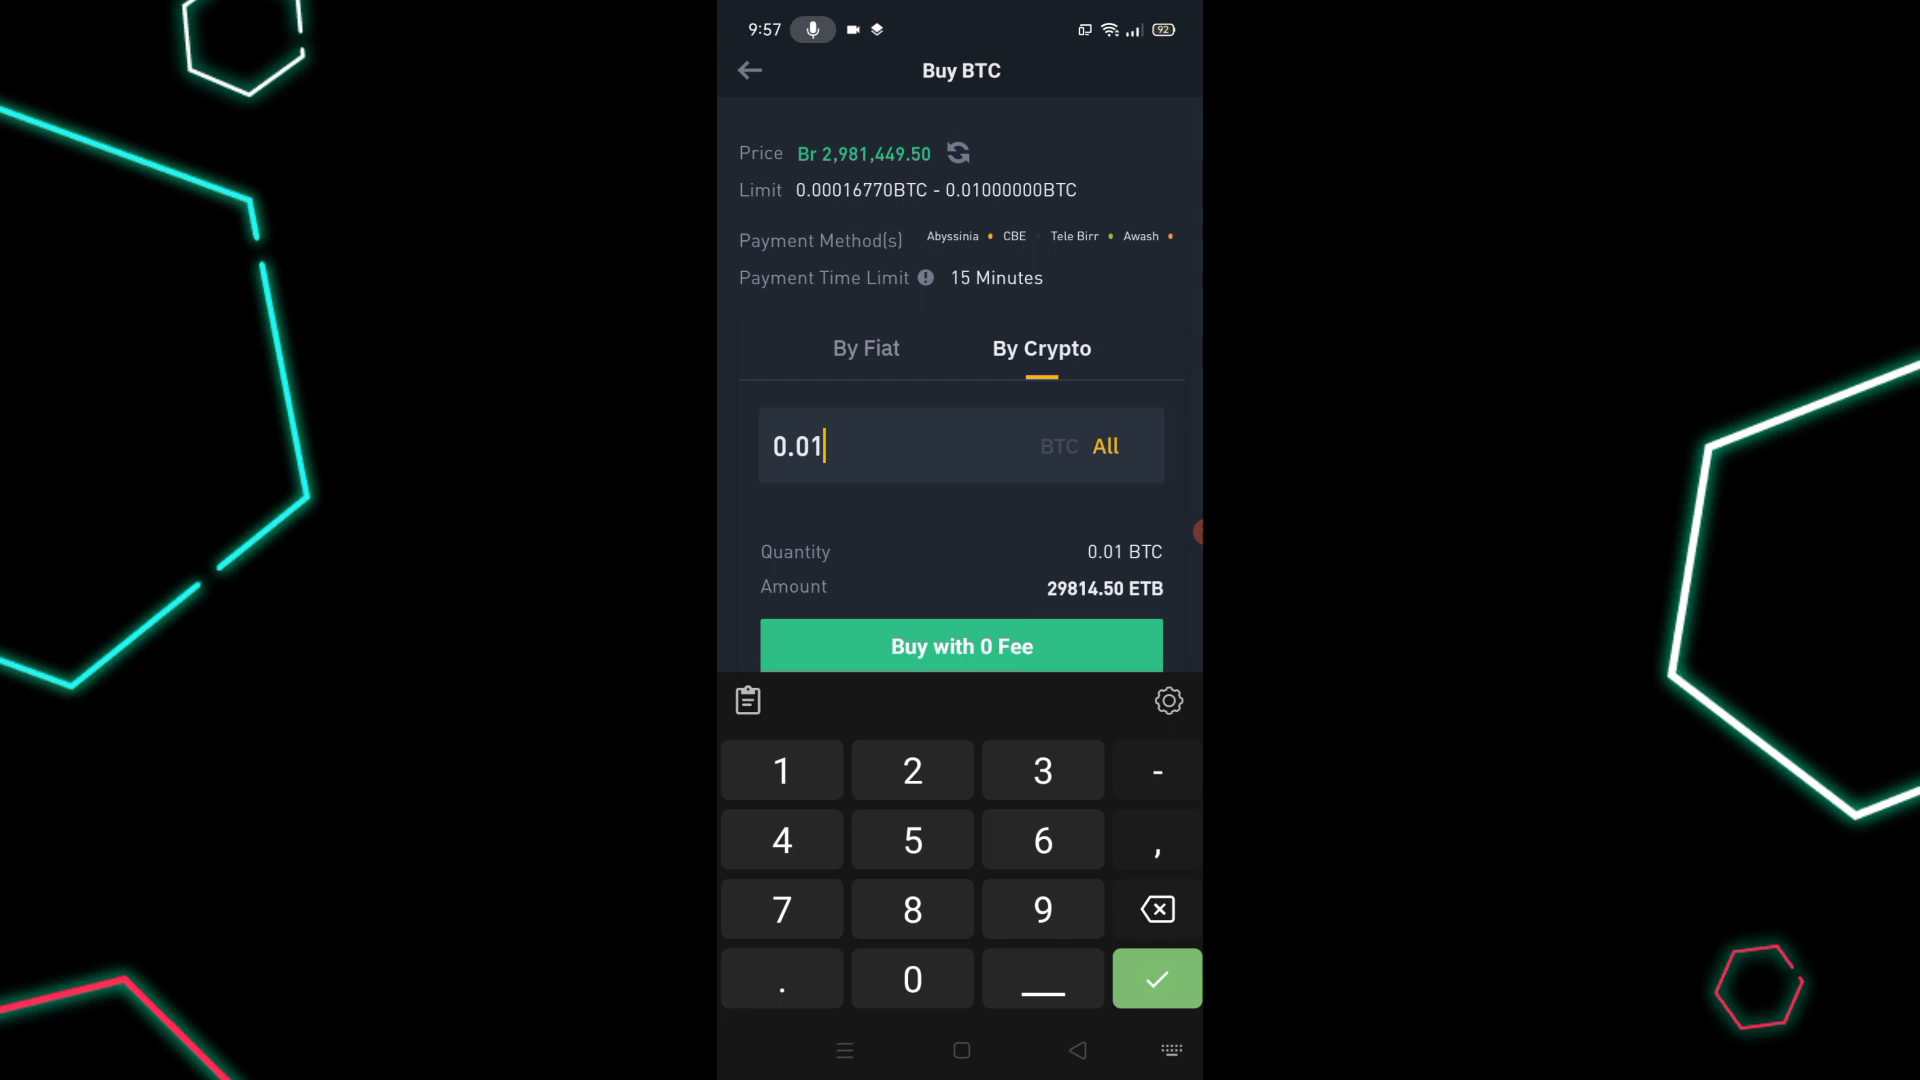 9:57
92
Buy BTC
Price Br 2,981,449.50
Limit 0.00016770BTC - 0.01000000BTC
Payment Method(s) Abyssinia • CBE • Tele Birr • Awash •
Payment Time Limit 15 Minutes
By Fiat By Crypto
0.01 BTC All
Quantity 0.01 BTC
Amount 29814.50 ETB
Buy with 0 Fee
1 2 3 -
4 5 6 ,
7 8 9
. 0